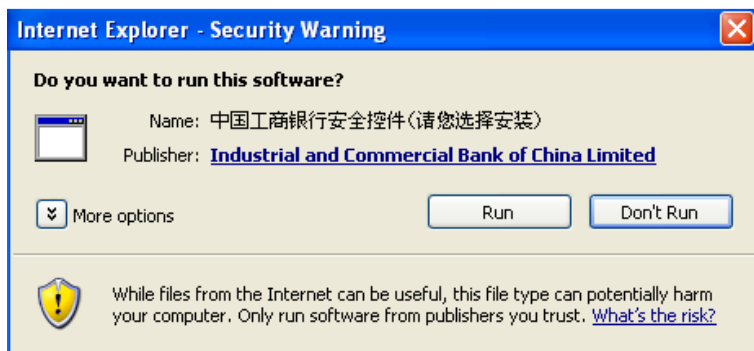 Internet Explorer - Security Warning
Do you want to run this software?
Name: 中国工商银行安全控件(请您选择安装)
Publisher: Industrial and Commercial Bank of China Limited
More options
Run
Don't Run
While files from the Internet can be useful, this file type can potentially harm
your computer. Only run software from publishers you trust. What's the risk?